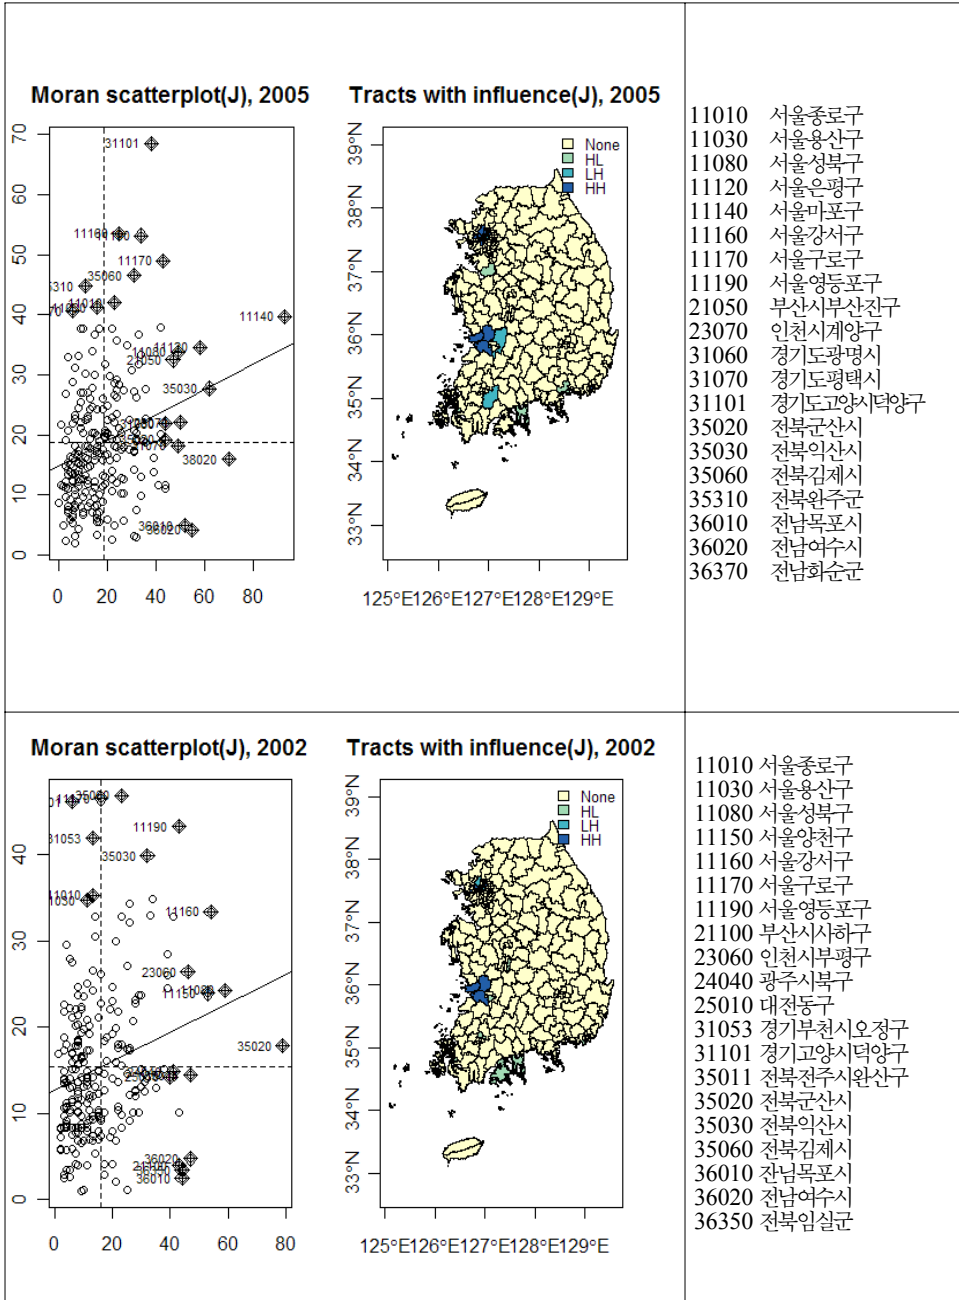 Moran scatterplot(J), 2005
Tracts with influence(J), 2005
70
60
50
40
30
20
10
0
0 20 40 60 80
31101
11160
11170
35060
11010
11140
11080
35030
38020
36010
36020
39°N
38°N
37°N
36°N
35°N
34°N
33°N
125°E126°E127°E128°E129°E
None
HL
LH
HH
11010 서울종로구
11030 서울용산구
11080 서울성북구
11120 서울은평구
11140 서울마포구
11160 서울강서구
11170 서울구로구
11190 서울영등포구
21050 부산시부산진구
23070 인천시계양구
31060 경기도광명시
31070 경기도평택시
31101 경기도고양시덕양구
35020 전북군산시
35030 전북익산시
35060 전북김제시
35310 전북완주군
36010 전남목포시
36020 전남여수시
36370 전남화순군
Moran scatterplot(J), 2002
Tracts with influence(J), 2002
40
30
20
10
0
0 20 40 60 80
35060
11190
31053
35030
11010
11160
23060
11150
35020
36020
36010
39°N
38°N
37°N
36°N
35°N
34°N
33°N
125°E126°E127°E128°E129°E
None
HL
LH
HH
11010 서울종로구
11030 서울용산구
11080 서울성북구
11150 서울양천구
11160 서울강서구
11170 서울구로구
11190 서울영등포구
21100 부산시사하구
23060 인천시부평구
24040 광주시북구
25010 대전동구
31053 경기부천시오정구
31101 경기고양시덕양구
35011 전북전주시완산구
35020 전북군산시
35030 전북익산시
35060 전북김제시
36010 잔님목포시
36020 전남여수시
36350 전북임실군